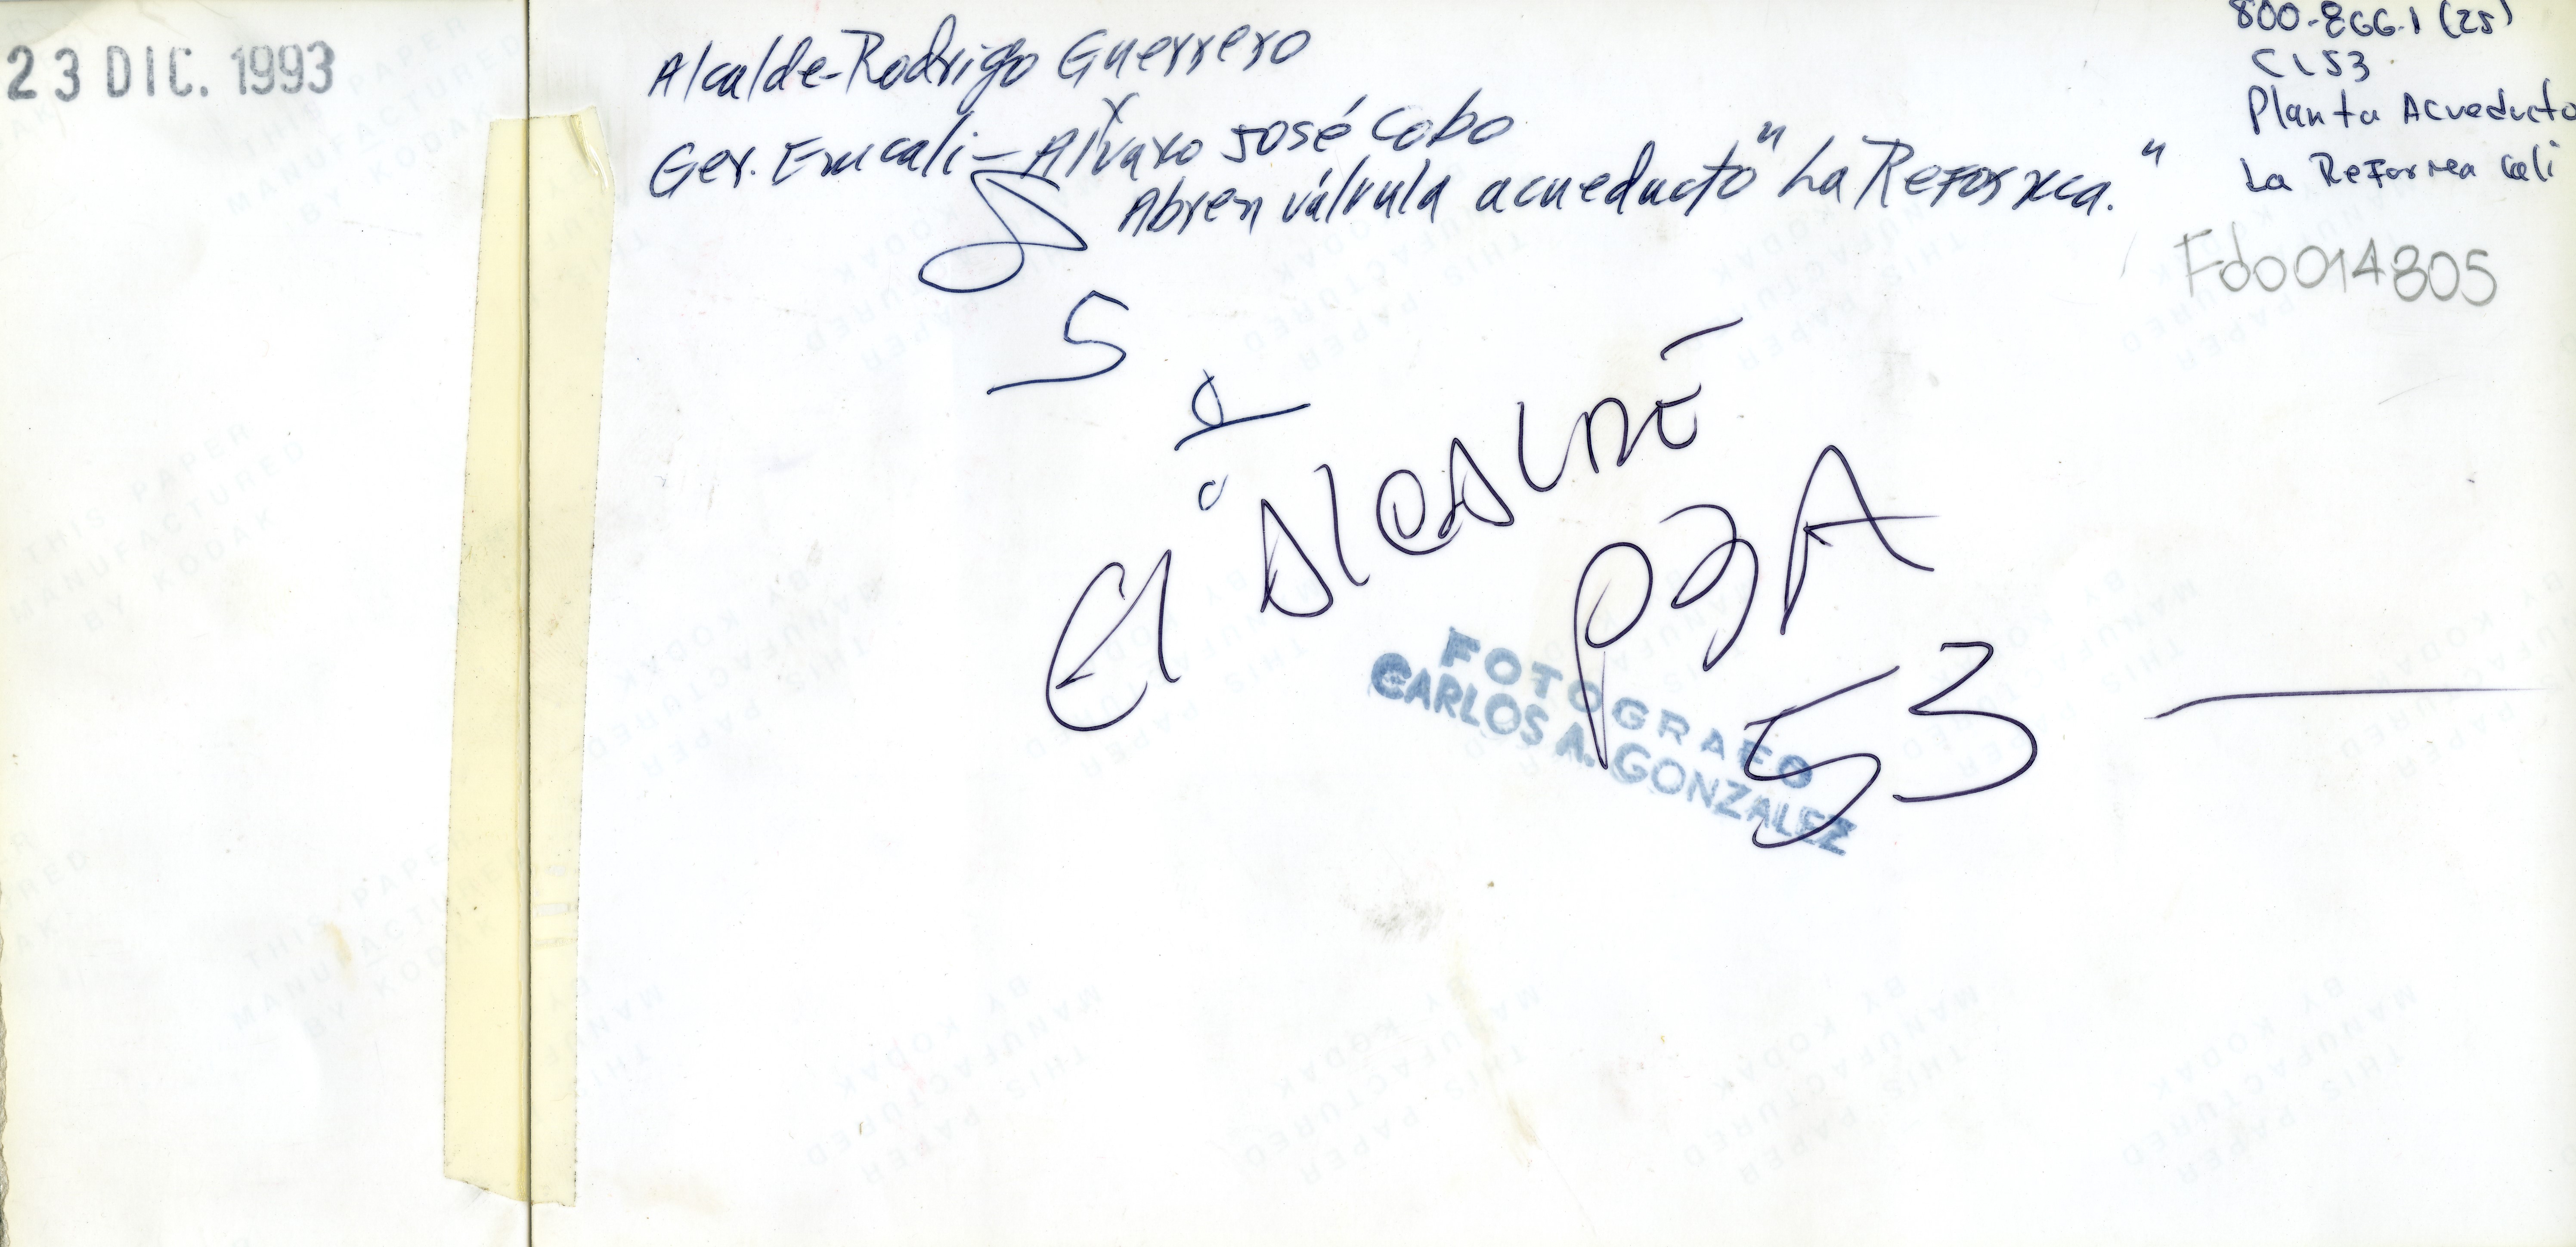 23 DIC. 1993
Alcalde-Rodrigo Guerrero
Ger. Emcali - Alvaro José Cobo
Abren válvula acueducto "La Reforma."
800-866.1 (25)
CL53
Planta Acueducto
La Reforma Cali
Fdo014805
5
El Alcalde
53
FOTOGRAFO
CARLOS A. GONZALEZ
THIS PAPER
MANUFACTURED
BY KODAK